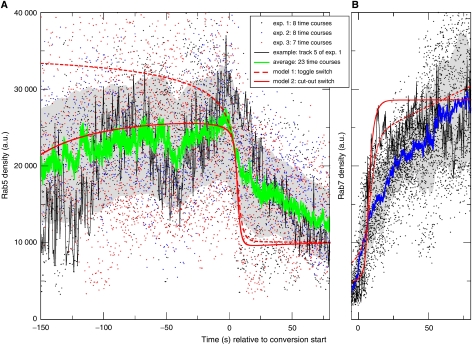 A
B
exp. 1: 8 time courses
exp. 2: 8 time courses
exp. 3: 7 time courses
example: track 5 of exp. 1
average: 23 time courses
model 1: toggle switch
model 2: cut-out switch
Rab5 density (a.u.)
40 000
30 000
20 000
10 000
0
−150
−100
−50
0
50
Rab7 density (a.u.)
0
50
Time (s) relative to conversion start